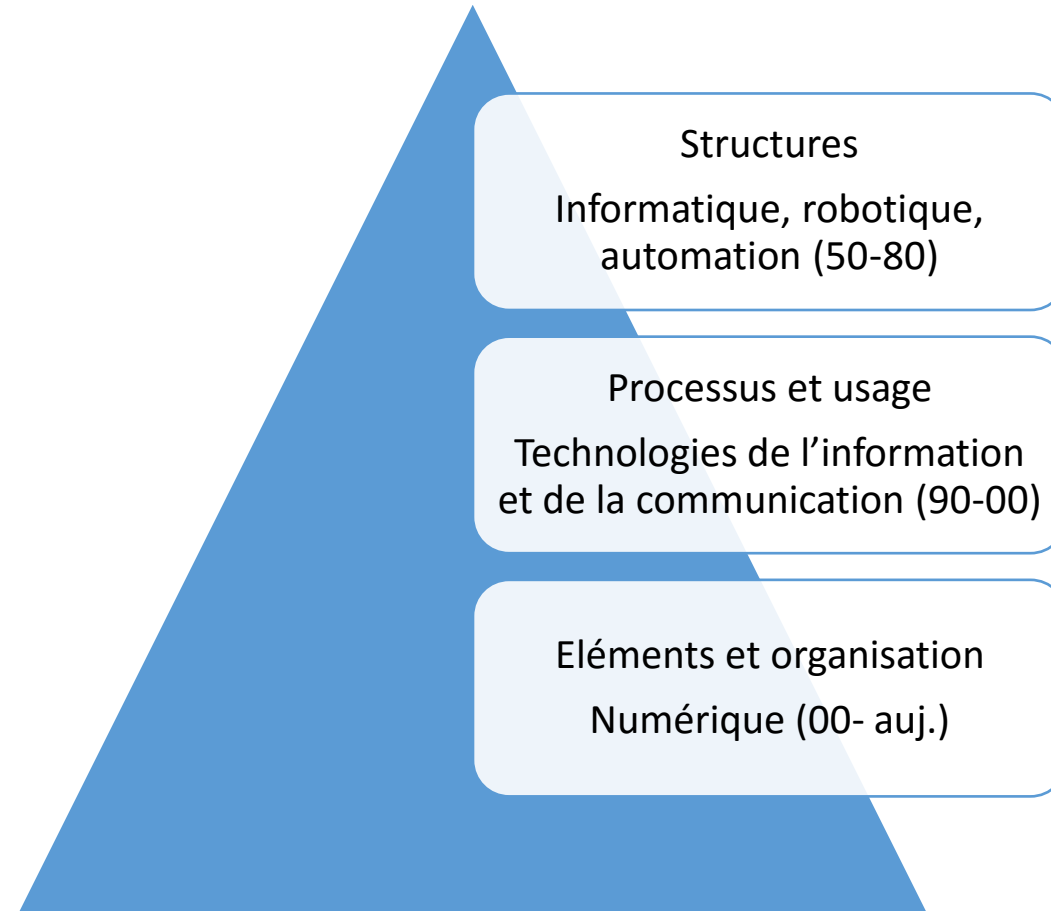 Structures
Informatique, robotique,
automation (50-80)
Processus et usage
Technologies de l’information
et de la communication (90-00)
Eléments et organisation
Numérique (00- auj.)